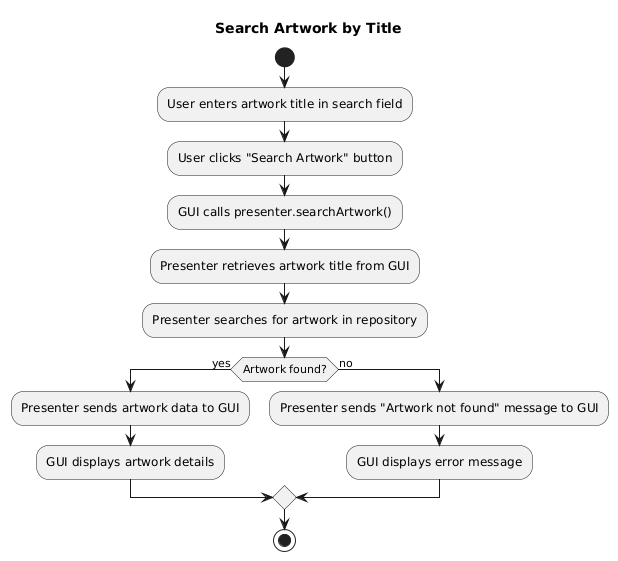 Search Artwork by Title
User enters artwork title in search field
User clicks "Search Artwork" button
GUI calls presenter.searchArtwork()
Presenter retrieves artwork title from GUI
Presenter searches for artwork in repository
yes
Artwork found?
no
Presenter sends artwork data to GUI
Presenter sends "Artwork not found" message to GUI
GUI displays artwork details
GUI displays error message